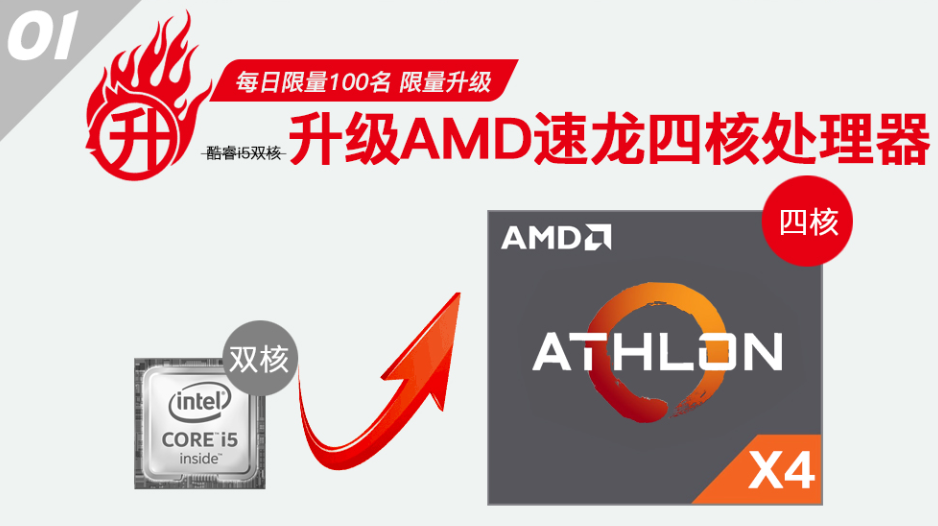 01
每日限量100名 限量升级
升
酷睿i5双核 升级AMD速龙四核处理器
四核
AMD
ATHLON
X4
双核
intel
CORE™ i5
inside™